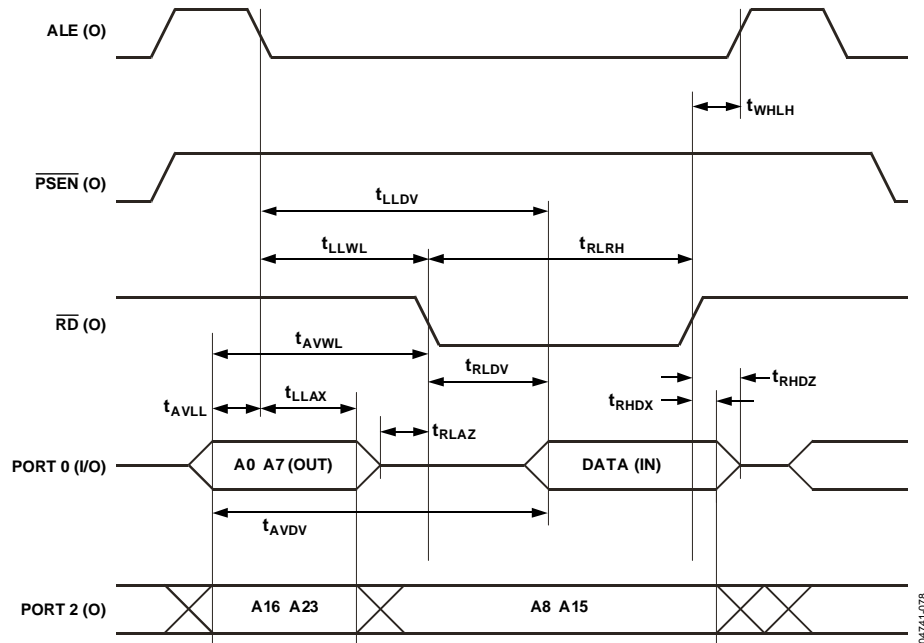 ALE (O)
tWHLH
PSEN (O)
tLLDV
tLLWL
tRLRH
RD (O)
tAVWL
tRLDV
tRHDZ
tAVLL
tLLAX
tRHDX
tRLAZ
PORT 0 (I/O)
A0 A7 (OUT)
DATA (IN)
tAVDV
PORT 2 (O)
A16 A23
A8 A15
04741-078